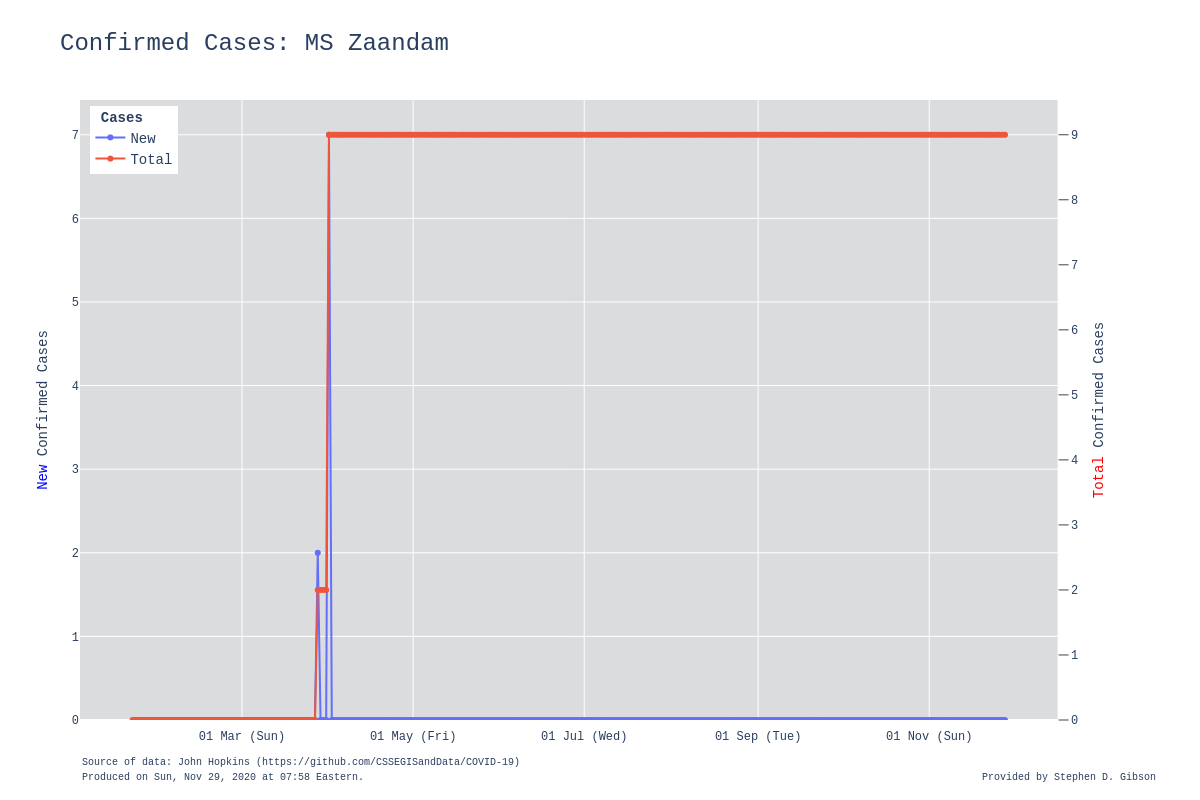 Confirmed Cases: MS Zaandam
Cases
New
Total
7
6
5
4
3
2
1
0
New Confirmed Cases
9
8
7
6
5
4
3
2
1
0
Total Confirmed Cases
01 Mar (Sun)
01 May (Fri)
01 Jul (Wed)
01 Sep (Tue)
01 Nov (Sun)
Source of data: John Hopkins (https://github.com/CSSEGISandData/COVID-19)
Produced on Sun, Nov 29, 2020 at 07:58 Eastern.
Provided by Stephen D. Gibson